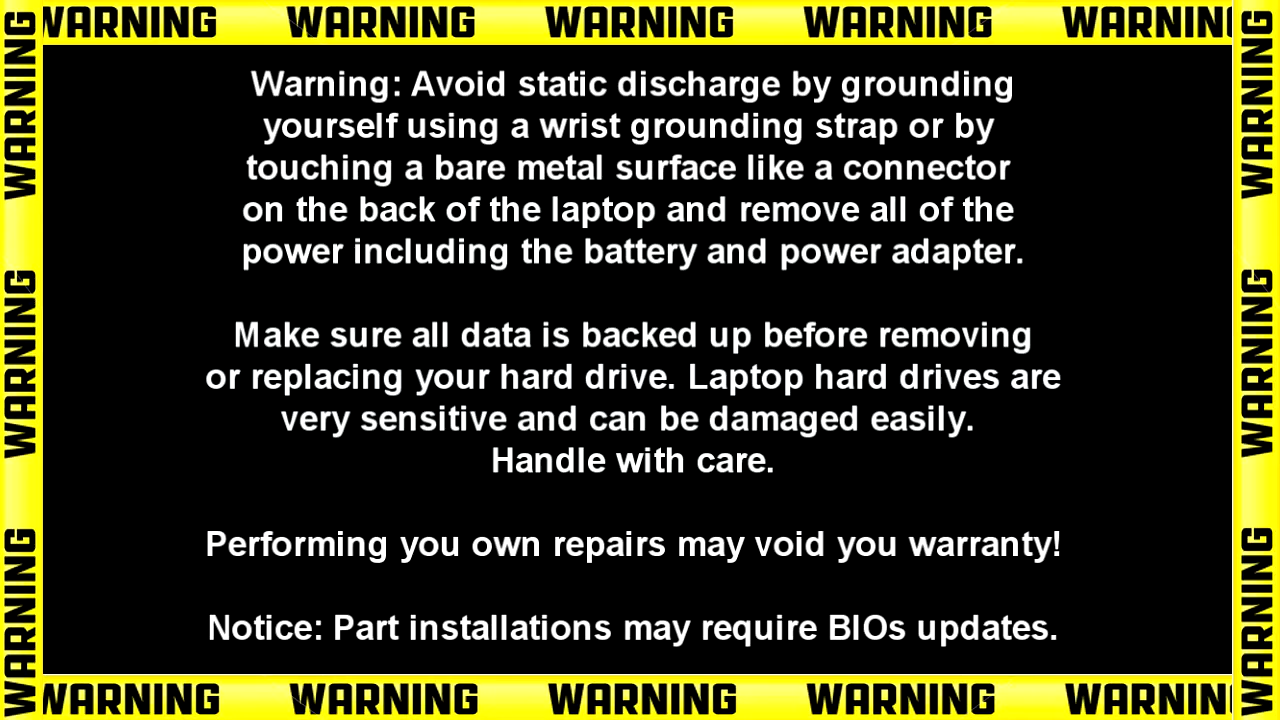 WARNING WARNING WARNING WARNING WARNING
WARNING
WARNING
WARNING
Warning: Avoid static discharge by grounding
yourself using a wrist grounding strap or by
touching a bare metal surface like a connector
on the back of the laptop and remove all of the
power including the battery and power adapter.
Make sure all data is backed up before removing
or replacing your hard drive. Laptop hard drives are
very sensitive and can be damaged easily.
Handle with care.
Performing you own repairs may void you warranty!
Notice: Part installations may require BIOs updates.
WARNING
WARNING
WARNING
WARNING WARNING WARNING WARNING WARNING